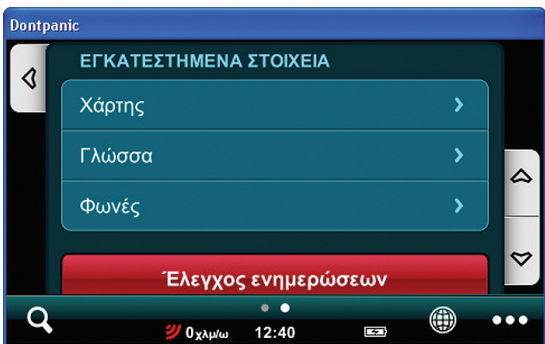 Dontpanic
ΕΓΚΑΤΕΣΤΗΜΕΝΑ ΣΤΟΙΧΕΙΑ
Χάρτης
Γλώσσα
Φωνές
Έλεγχος ενημερώσεων
0χλμ/ω 12:40